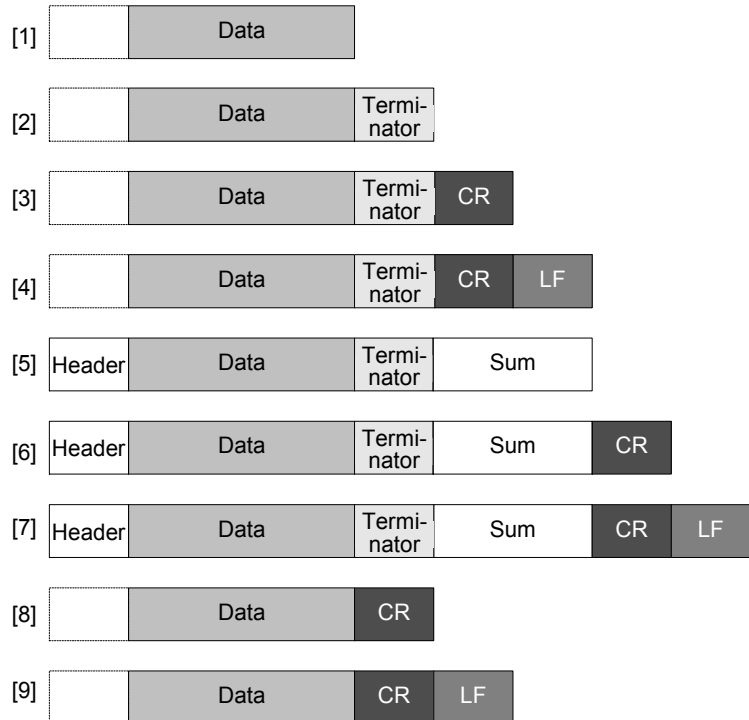 [1] Data
[2] Data Termi-
nator
[3] Data Termi-
nator CR
[4] Data Termi-
nator CR LF
[5] Header Data Termi-
nator Sum
[6] Header Data Termi-
nator Sum CR
[7] Header Data Termi-
nator Sum CR LF
[8] Data CR
[9] Data CR LF